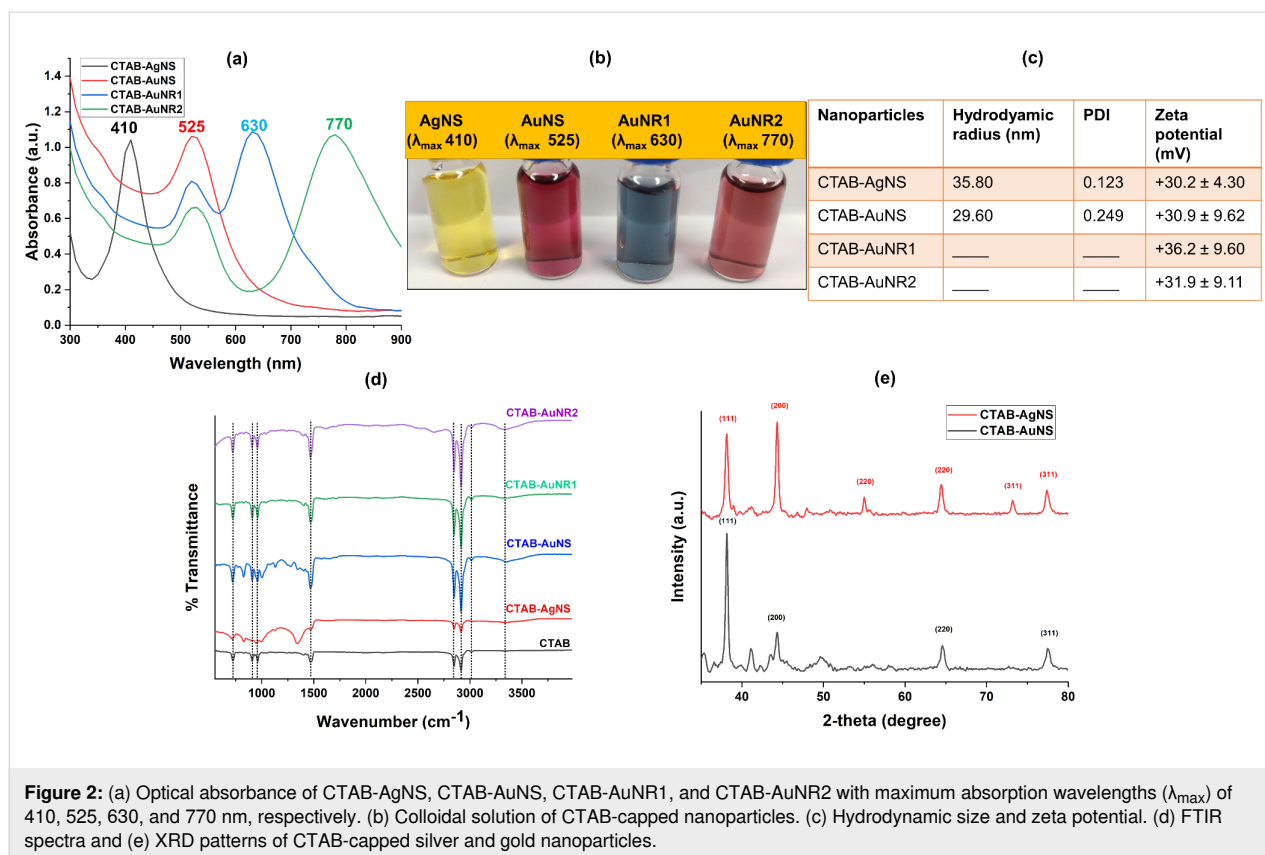 (a)
(b)
(c)
CTAB-AgNS
CTAB-AuNS
CTAB-AuNR1
CTAB-AuNR2
410
525
630
770
1.4
1.2
1.0
0.8
0.6
0.4
0.2
0.0
Absorbance (a.u.)
300 400 500 600 700 800 900
Wavelength (nm)
AgNS AuNS AuNR1 AuNR2
(λmax 410) (λmax 525) (λmax 630) (λmax 770)
Nanoparticles Hydrodyamic radius (nm) PDI Zeta potential (mV)
CTAB-AgNS 35.80 0.123 +30.2 ± 4.30
CTAB-AuNS 29.60 0.249 +30.9 ± 9.62
CTAB-AuNR1 ____ ____ +36.2 ± 9.60
CTAB-AuNR2 ____ ____ +31.9 ± 9.11
(d)
CTAB-AuNR2
CTAB-AuNR1
CTAB-AuNS
CTAB-AgNS
CTAB
% Transmittance
1000 1500 2000 2500 3000 3500
Wavenumber (cm-1)
(e)
CTAB-AgNS
CTAB-AuNS
(111)
(200)
(220)
(220)
(311)
(311)
(111)
(200)
(220)
(311)
Intensity (a.u.)
40 50 60 70 80
2-theta (degree)
Figure 2: (a) Optical absorbance of CTAB-AgNS, CTAB-AuNS, CTAB-AuNR1, and CTAB-AuNR2 with maximum absorption wavelengths (λmax) of
410, 525, 630, and 770 nm, respectively. (b) Colloidal solution of CTAB-capped nanoparticles. (c) Hydrodynamic size and zeta potential. (d) FTIR
spectra and (e) XRD patterns of CTAB-capped silver and gold nanoparticles.